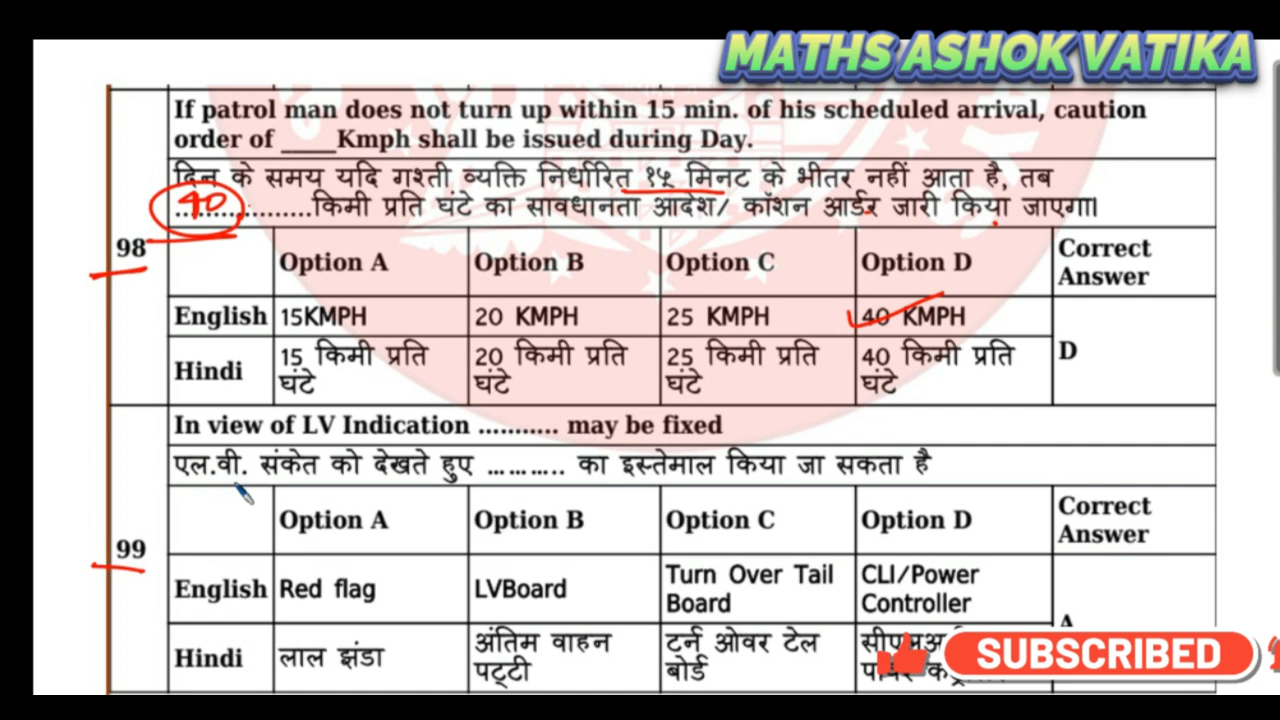 MATHS ASHOK VATIKA
If patrol man does not turn up within 15 min. of his scheduled arrival, caution
order of ____Kmph shall be issued during Day.
दिन के समय यदि गश्ती व्यक्ति निर्धारित १५ मिनट के भीतर नहीं आता है, तब
40
....................किमी प्रति घंटे का सावधानता आदेश/ कॉशन आर्डर जारी किया जाएगा।
98
Option A Option B Option C Option D Correct
Answer
English 15KMPH 20 KMPH 25 KMPH 40 KMPH
D
Hindi 15 किमी प्रति 20 किमी प्रति 25 किमी प्रति 40 किमी प्रति
घंटे घंटे घंटे घंटे
In view of LV Indication ........... may be fixed
एल.वी. संकेत को देखते हुए ........... का इस्तेमाल किया जा सकता है
99
Option A Option B Option C Option D Correct
Answer
English Red flag LVBoard Turn Over Tail CLI/Power
Board Controller
A
Hindi लाल झंडा अंतिम वाहन टर्न ओवर टेल
पट्टी बोर्ड
SUBSCRIBED